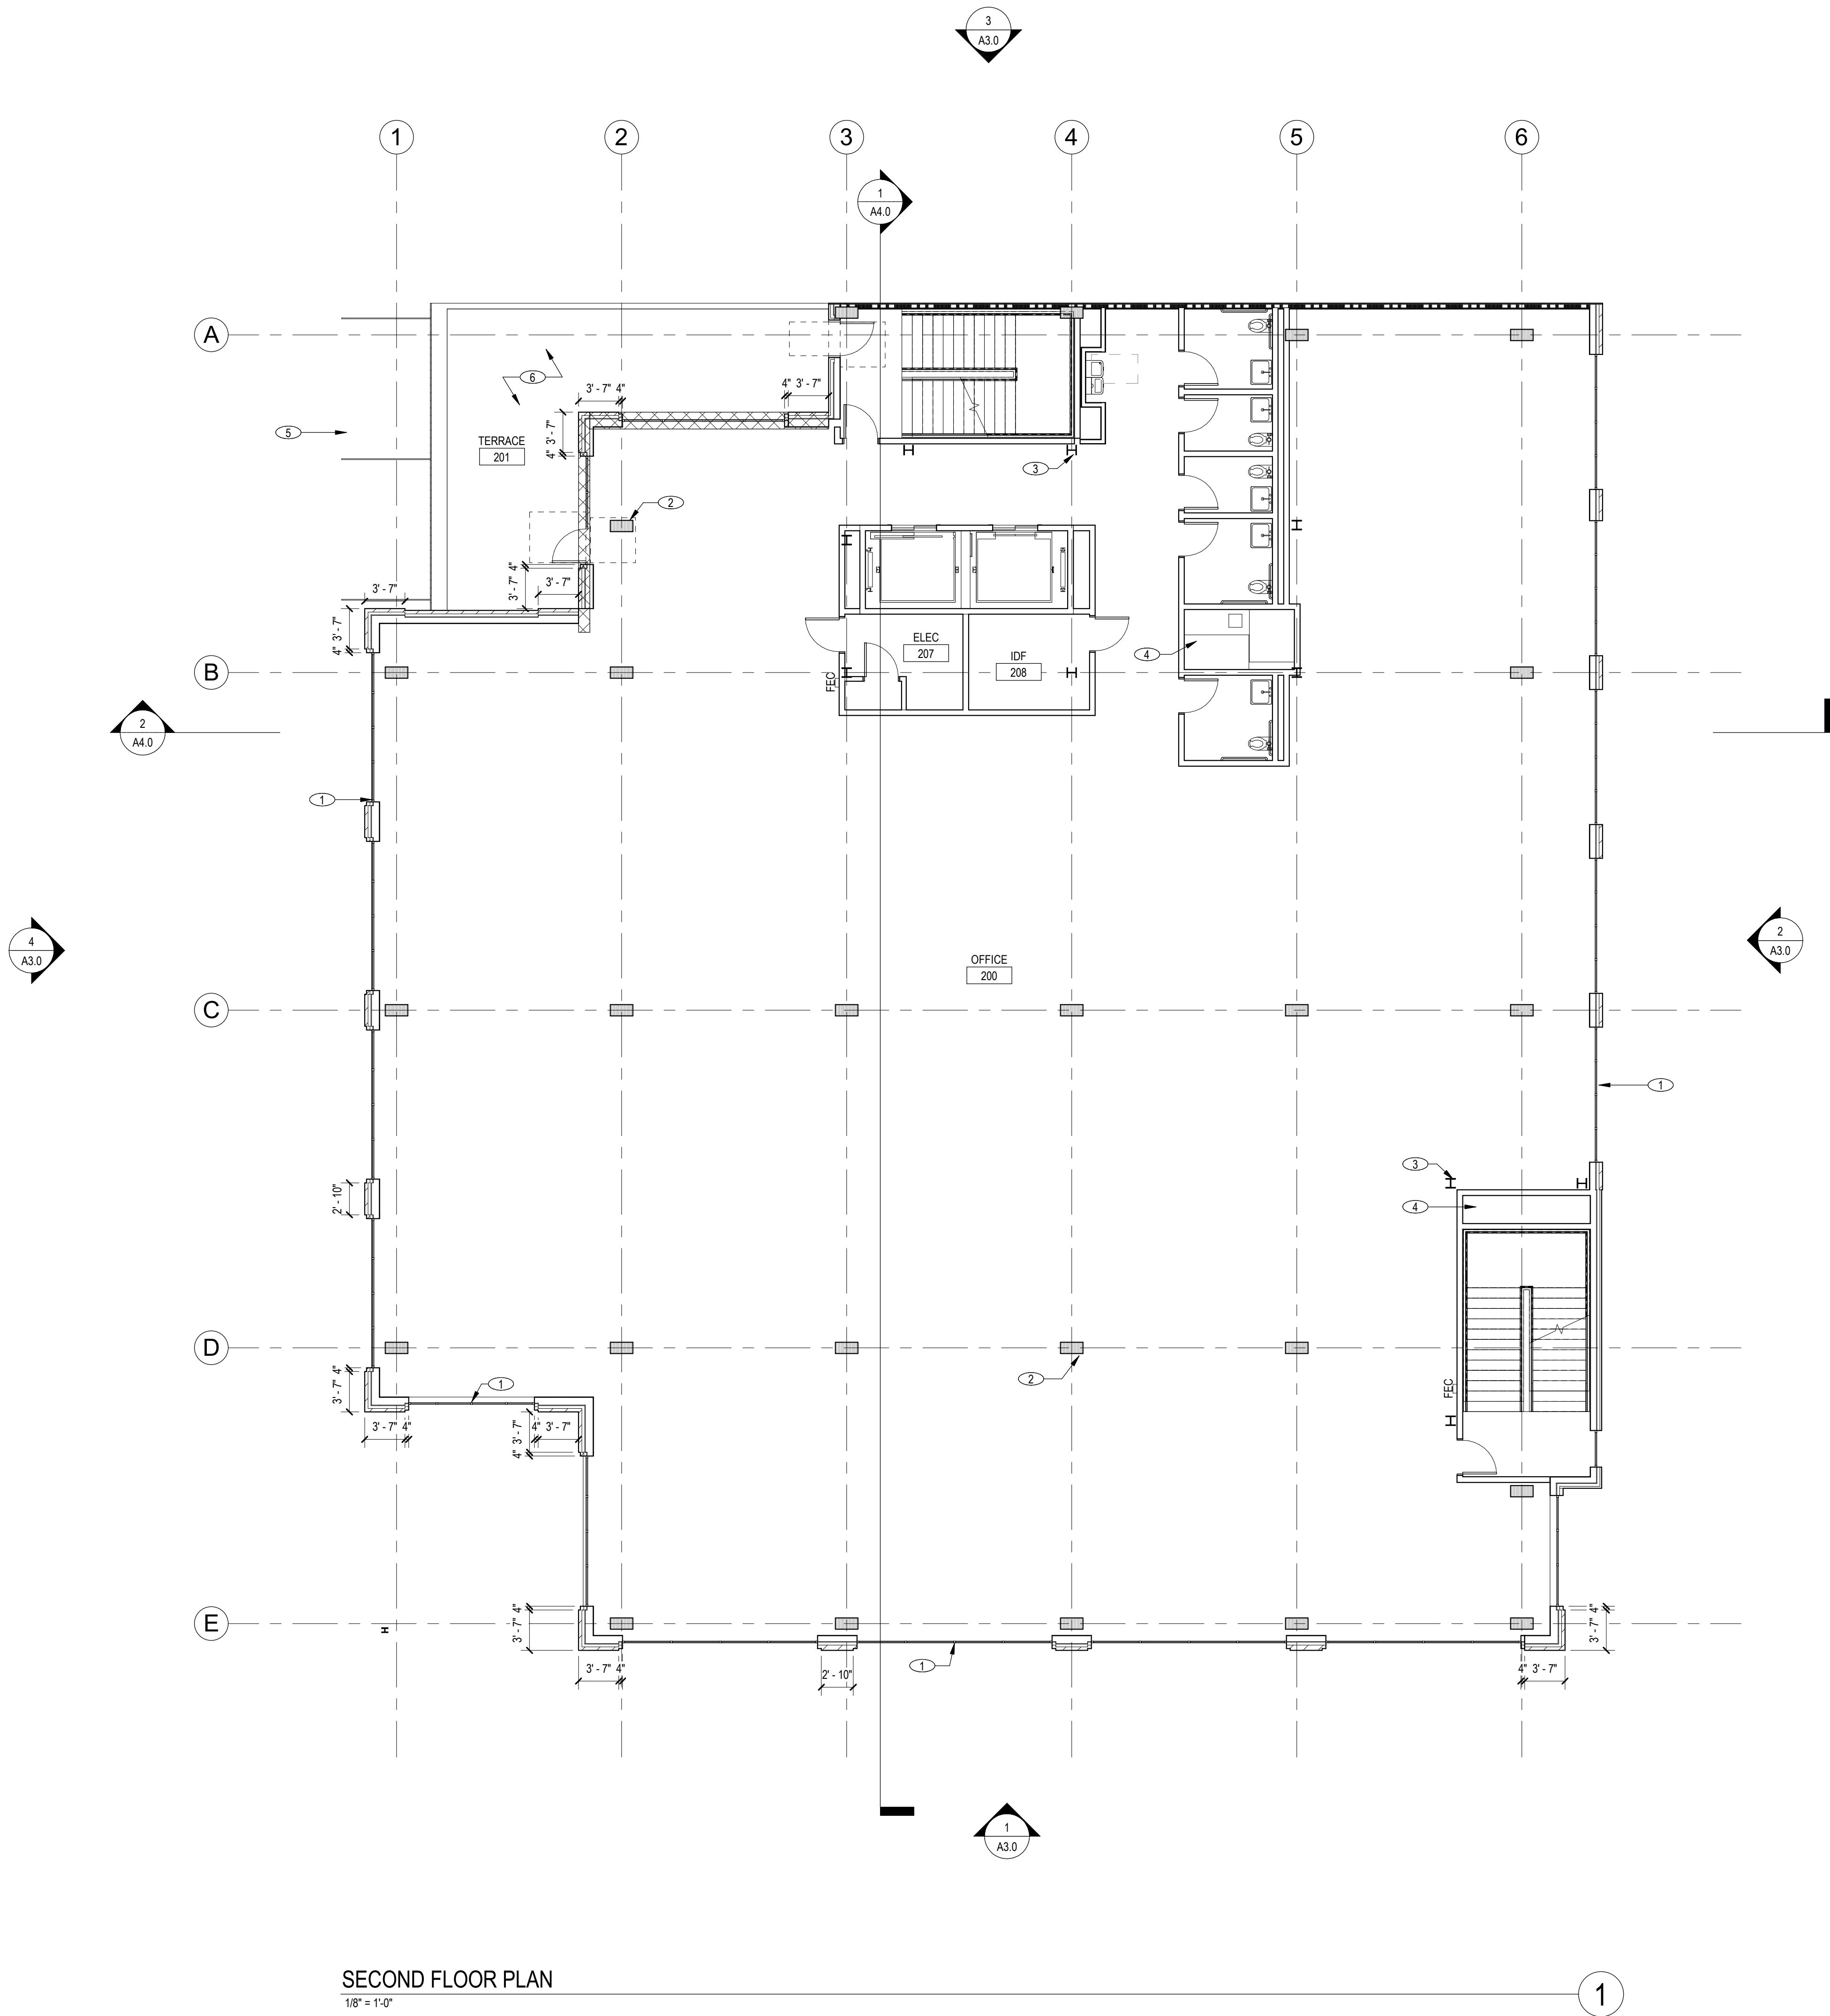 3
A3.0
1
2
3
4
5
6
1
A4.0
A
3' - 7"
4"
4"
3' - 7"
6
5
TERRACE
201
3' - 7"
4"
3
2
4"
3' - 7"
3' - 7"
3' - 7"
3' - 7"
4"
ELEC
207
IDF
208
4
B
FEC
2
A4.0
1
4
A3.0
2
A3.0
OFFICE
200
C
1
3
4
2' - 10"
D
2
1
4"
3' - 7"
FEC
3' - 7"
4"
4"
3' - 7"
3' - 7"
4"
E
4"
3' - 7"
4"
3' - 7"
1
3' - 7"
4"
2' - 10"
4"
3' - 7"
1
A3.0
SECOND FLOOR PLAN
1/8" = 1'-0"
1